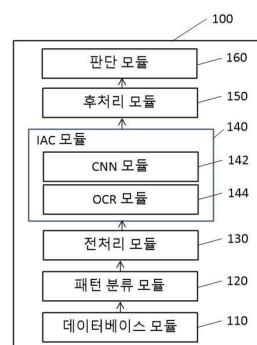 100
판단 모듈 160
후처리 모듈 150
140
IAC 모듈
CNN 모듈 142
OCR 모듈 144
전처리 모듈 130
패턴 분류 모듈 120
데이터베이스 모듈 110